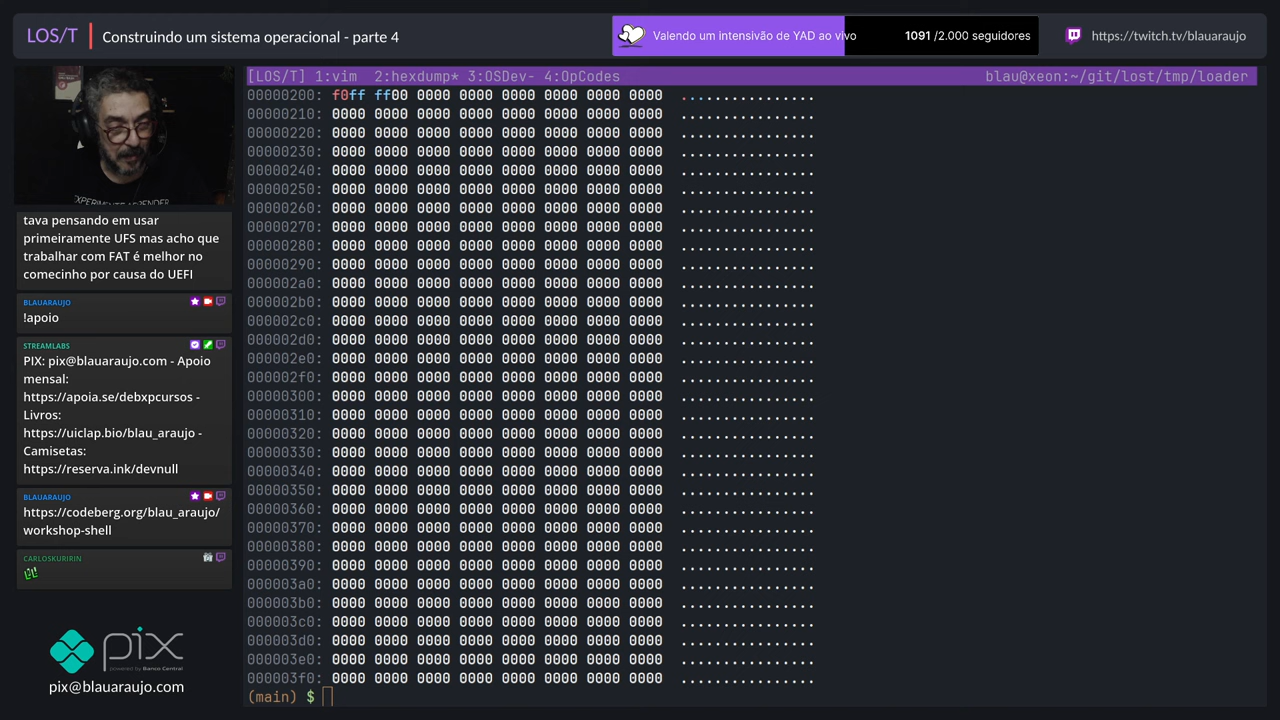 LOS/T
Construindo um sistema operacional - parte 4
Valendo um intensivão de YAD ao vivo
1091 /2.000 seguidores
https://twitch.tv/blauaraujo
tava pensando em usar
primeiramente UFS mas acho que
trabalhar com FAT é melhor no
comecinho por causa do UEFI
BLAUARAUJO
!apoio
STREAMLABS
PIX: pix@blauaraujo.com - Apoio
mensal:
https://apoia.se/debxpcursos -
Livros:
https://uiclap.bio/blau_araujo -
Camisetas:
https://reserva.ink/devnull
BLAUARAUJO
https://codeberg.org/blau_araujo/
workshop-shell
CARLOSKURIRIN
pix
powered by Banco Central
pix@blauaraujo.com
[LOS/T] 1:vim  2:hexdump* 3:OSDev- 4:OpCodes
blau@xeon:~/git/lost/tmp/loader
00000200: f0ff ff00 0000 0000 0000 0000 0000 0000  ................
00000210: 0000 0000 0000 0000 0000 0000 0000 0000  ................
00000220: 0000 0000 0000 0000 0000 0000 0000 0000  ................
00000230: 0000 0000 0000 0000 0000 0000 0000 0000  ................
00000240: 0000 0000 0000 0000 0000 0000 0000 0000  ................
00000250: 0000 0000 0000 0000 0000 0000 0000 0000  ................
00000260: 0000 0000 0000 0000 0000 0000 0000 0000  ................
00000270: 0000 0000 0000 0000 0000 0000 0000 0000  ................
00000280: 0000 0000 0000 0000 0000 0000 0000 0000  ................
00000290: 0000 0000 0000 0000 0000 0000 0000 0000  ................
000002a0: 0000 0000 0000 0000 0000 0000 0000 0000  ................
000002b0: 0000 0000 0000 0000 0000 0000 0000 0000  ................
000002c0: 0000 0000 0000 0000 0000 0000 0000 0000  ................
000002d0: 0000 0000 0000 0000 0000 0000 0000 0000  ................
000002e0: 0000 0000 0000 0000 0000 0000 0000 0000  ................
000002f0: 0000 0000 0000 0000 0000 0000 0000 0000  ................
00000300: 0000 0000 0000 0000 0000 0000 0000 0000  ................
00000310: 0000 0000 0000 0000 0000 0000 0000 0000  ................
00000320: 0000 0000 0000 0000 0000 0000 0000 0000  ................
00000330: 0000 0000 0000 0000 0000 0000 0000 0000  ................
00000340: 0000 0000 0000 0000 0000 0000 0000 0000  ................
00000350: 0000 0000 0000 0000 0000 0000 0000 0000  ................
00000360: 0000 0000 0000 0000 0000 0000 0000 0000  ................
00000370: 0000 0000 0000 0000 0000 0000 0000 0000  ................
00000380: 0000 0000 0000 0000 0000 0000 0000 0000  ................
00000390: 0000 0000 0000 0000 0000 0000 0000 0000  ................
000003a0: 0000 0000 0000 0000 0000 0000 0000 0000  ................
000003b0: 0000 0000 0000 0000 0000 0000 0000 0000  ................
000003c0: 0000 0000 0000 0000 0000 0000 0000 0000  ................
000003d0: 0000 0000 0000 0000 0000 0000 0000 0000  ................
000003e0: 0000 0000 0000 0000 0000 0000 0000 0000  ................
000003f0: 0000 0000 0000 0000 0000 0000 0000 0000  ................
(main) $